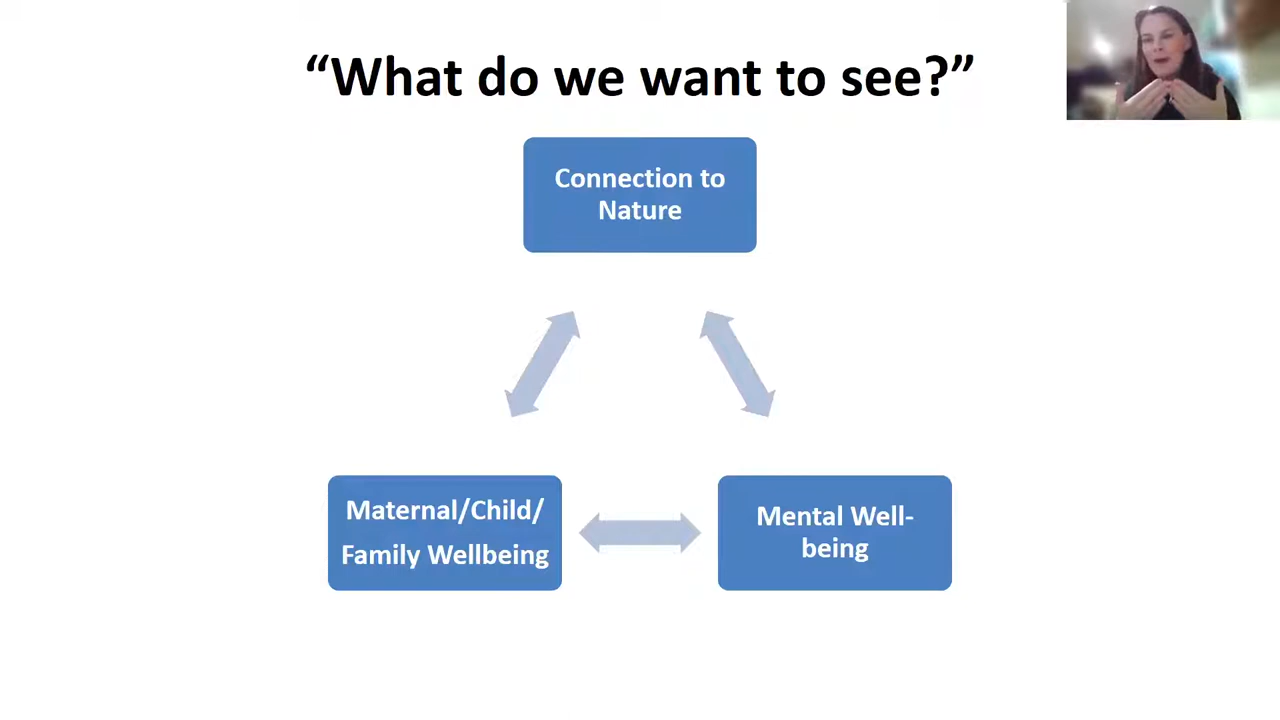 “What do we want to see?”
Connection to
Nature
Maternal/Child/
Family Wellbeing
Mental Well-
being